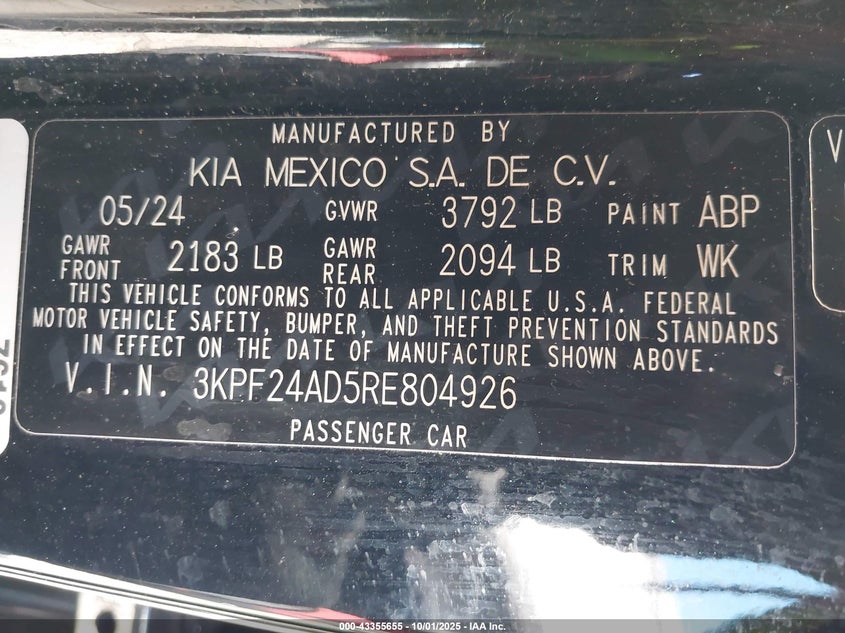 MANUFACTURED BY
KIA MEXICO S.A. DE C.V.
05/24 GVWR 3792 LB PAINT ABP
GAWR FRONT 2183 LB GAWR REAR 2094 LB TRIM WK
THIS VEHICLE CONFORMS TO ALL APPLICABLE U.S.A. FEDERAL
MOTOR VEHICLE SAFETY, BUMPER, AND THEFT PREVENTION STANDARDS
IN EFFECT ON THE DATE OF MANUFACTURE SHOWN ABOVE.
V.I.N. 3KPF24AD5RE804926
PASSENGER CAR
V
000-43355655 - 10/01/2025 - IAA Inc.